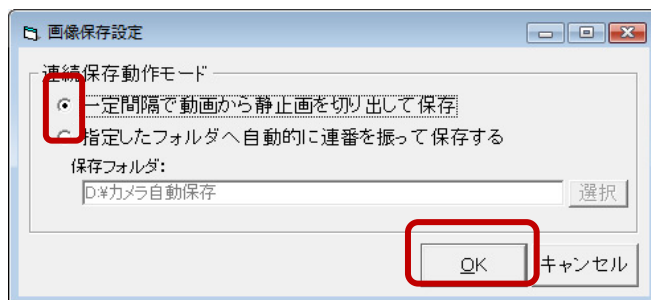 画像保存設定
連続保存動作モード
一定間隔で動画から静止画を切り出して保存
指定したフォルダへ自動的に連番を振って保存する
保存フォルダ:
D:¥カメラ自動保存
選択
OK
キャンセル